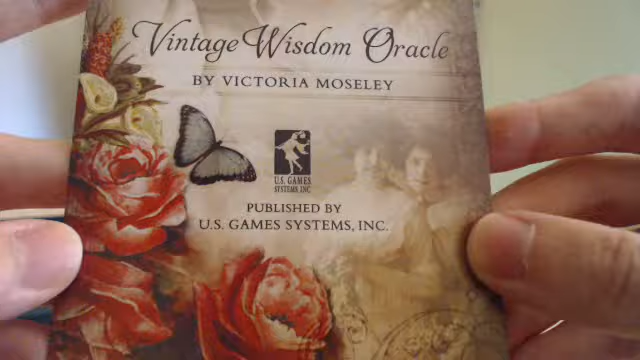 Vintage Wisdom Oracle
BY VICTORIA MOSELEY
U.S. GAMES
SYSTEMS, INC
PUBLISHED BY
U.S. GAMES SYSTEMS, INC.